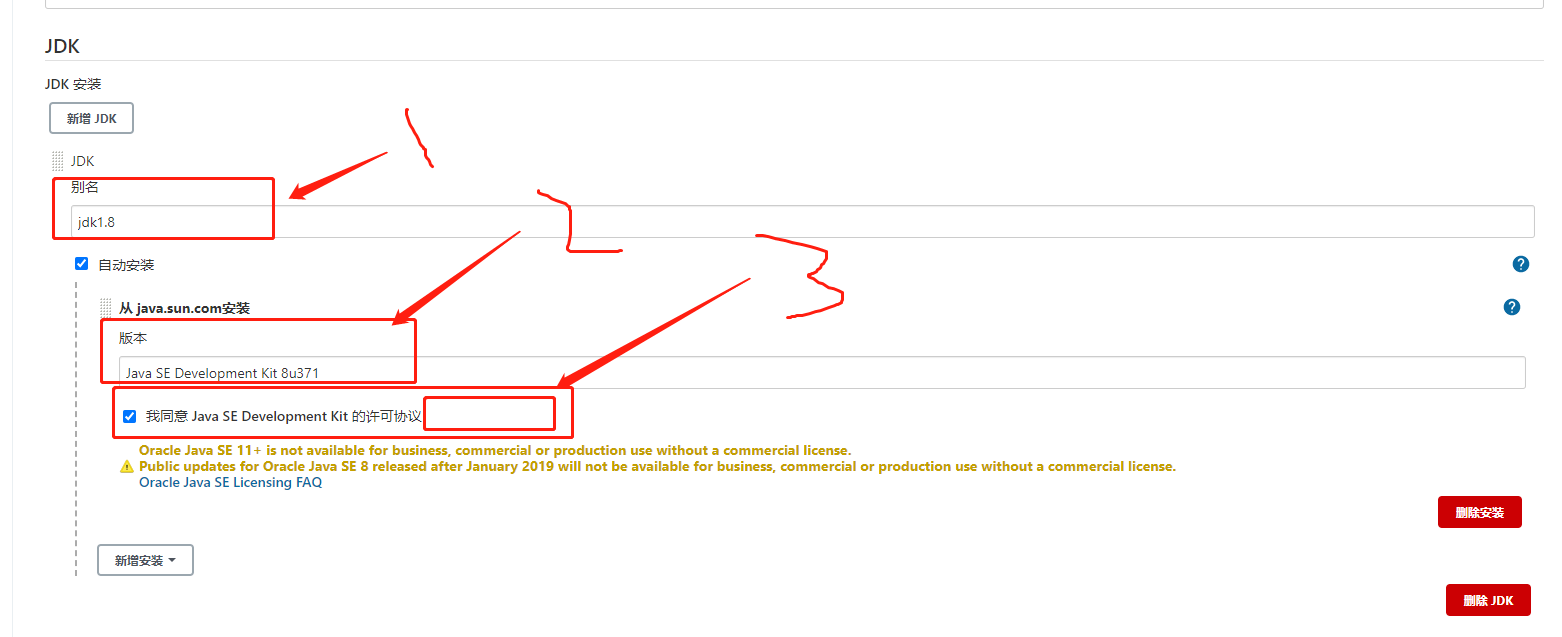 JDK
JDK 安装
新增 JDK
JDK
别名
jdk1.8
自动安装
?
从 java.sun.com安装
?
版本
Java SE Development Kit 8u371
我同意 Java SE Development Kit 的许可协议
Oracle Java SE 11+ is not available for business, commercial or production use without a commercial license.
Public updates for Oracle Java SE 8 released after January 2019 will not be available for business, commercial or production use without a commercial license.
Oracle Java SE Licensing FAQ
删除安装
新增安装
删除 JDK
1
2
3